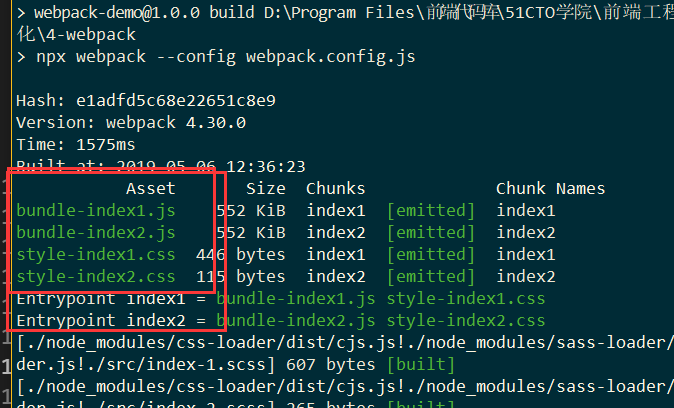 > webpack-demo@1.0.0 build D:\Program Files\前端代码库\51CTO学院\前端工程
化\4-webpack
> npx webpack --config webpack.config.js
Hash: e1adfd5c68e22651c8e9
Version: webpack 4.30.0
Time: 1575ms
Built at: 2019-05-06 12:36:23
Asset Size Chunks Chunk Names
bundle-index1.js 552 KiB index1 [emitted] index1
bundle-index2.js 552 KiB index2 [emitted] index2
style-index1.css 446 bytes index1 [emitted] index1
style-index2.css 115 bytes index2 [emitted] index2
Entrypoint index1 = bundle-index1.js style-index1.css
Entrypoint index2 = bundle-index2.js style-index2.css
[./node_modules/css-loader/dist/cjs.js!./node_modules/sass-loader/
der.js!./src/index-1.scss] 607 bytes [built]
[./node_modules/css-loader/dist/cjs.js!./node_modules/sass-loader/
der.js!./src/index-2.scss] 265 bytes [built]